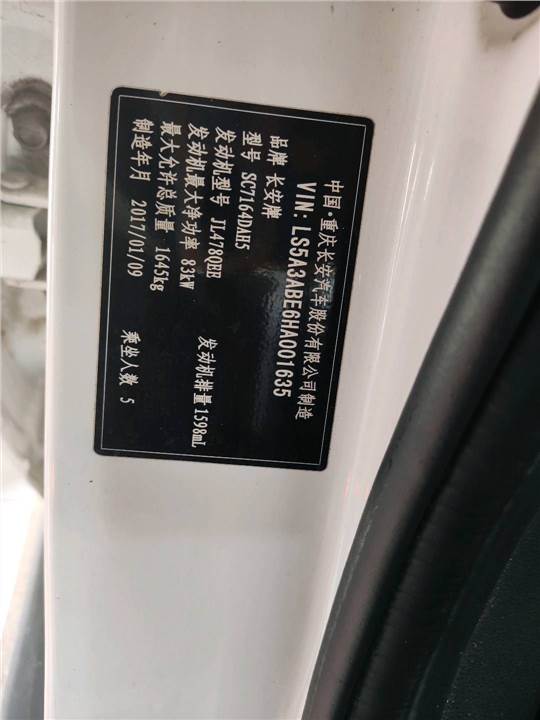 中国·重庆长安汽车股份有限公司制造
VIN: LS5A3ABE6HA001635
品牌 长安牌
型号 SC7164DAH5
发动机型号 JL478QEE 发动机排量 1598mL
发动机最大净功率 83kW
最大允许总质量 1645kg 乘坐人数 5
制造年月 2017/01/09